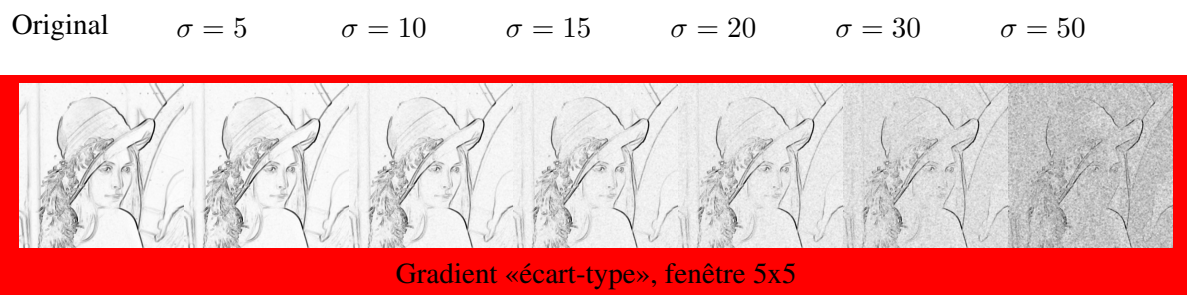 Original σ = 5 σ = 10 σ = 15 σ = 20 σ = 30 σ = 50
Gradient «écart-type», fenêtre 5x5